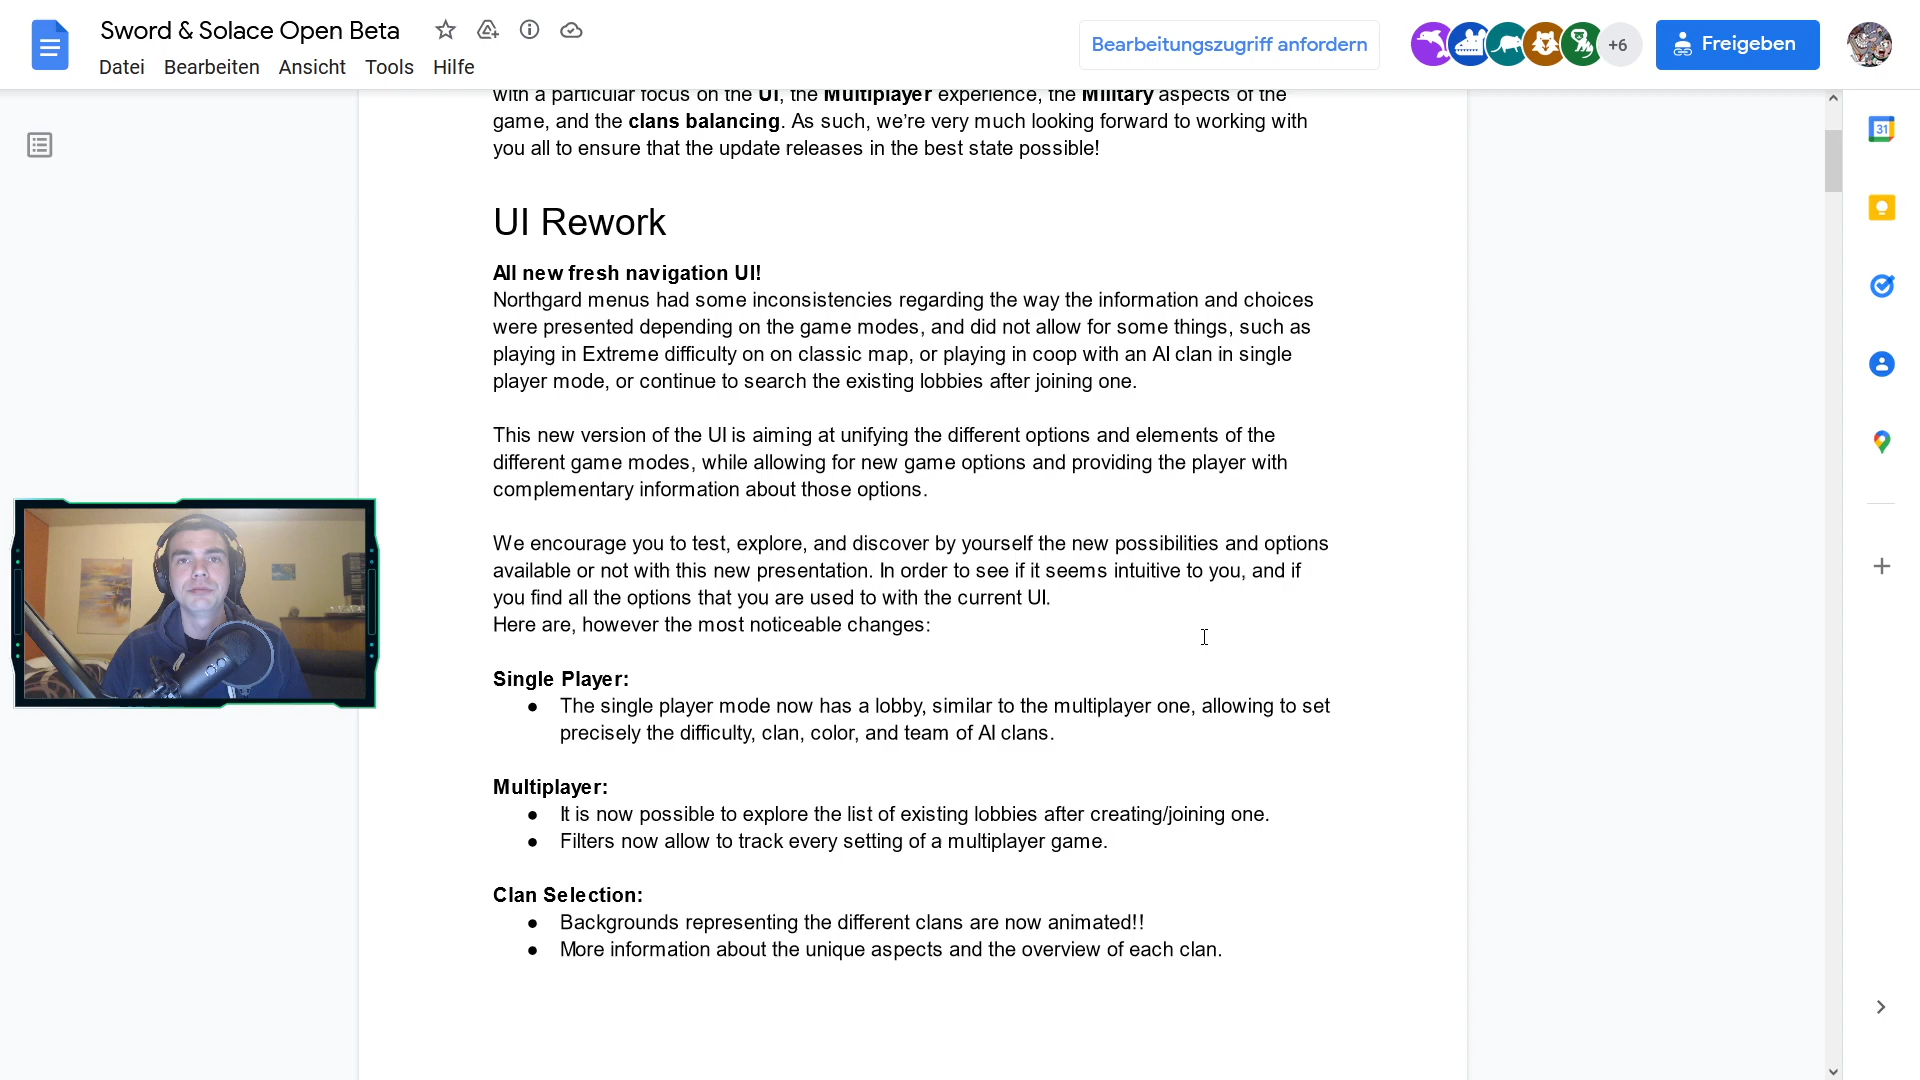 Sword & Solace Open Beta
Datei Bearbeiten Ansicht Tools Hilfe
Bearbeitungszugriff anfordern
+6
Freigeben
with a particular focus on the UI, the Multiplayer experience, the Military aspects of the
game, and the clans balancing. As such, we’re very much looking forward to working with
you all to ensure that the update releases in the best state possible!
UI Rework
All new fresh navigation UI!
Northgard menus had some inconsistencies regarding the way the information and choices
were presented depending on the game modes, and did not allow for some things, such as
playing in Extreme difficulty on on classic map, or playing in coop with an AI clan in single
player mode, or continue to search the existing lobbies after joining one.
This new version of the UI is aiming at unifying the different options and elements of the
different game modes, while allowing for new game options and providing the player with
complementary information about those options.
We encourage you to test, explore, and discover by yourself the new possibilities and options
available or not with this new presentation. In order to see if it seems intuitive to you, and if
you find all the options that you are used to with the current UI.
Here are, however the most noticeable changes:
Single Player:
● The single player mode now has a lobby, similar to the multiplayer one, allowing to set
precisely the difficulty, clan, color, and team of AI clans.
Multiplayer:
● It is now possible to explore the list of existing lobbies after creating/joining one.
● Filters now allow to track every setting of a multiplayer game.
Clan Selection:
● Backgrounds representing the different clans are now animated!!
● More information about the unique aspects and the overview of each clan.
31